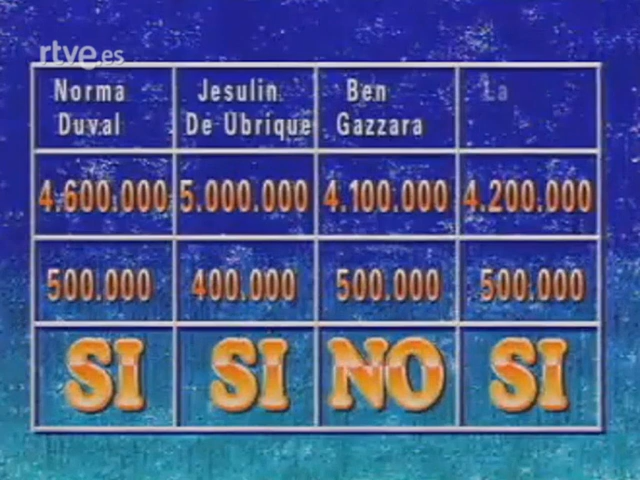 rtve.es
Norma Duval
Jesulin De Ubrique
Ben Gazzara
La
4.600.000 5.000.000 4.100.000 4.200.000
500.000 400.000 500.000 500.000
SI SI NO SI